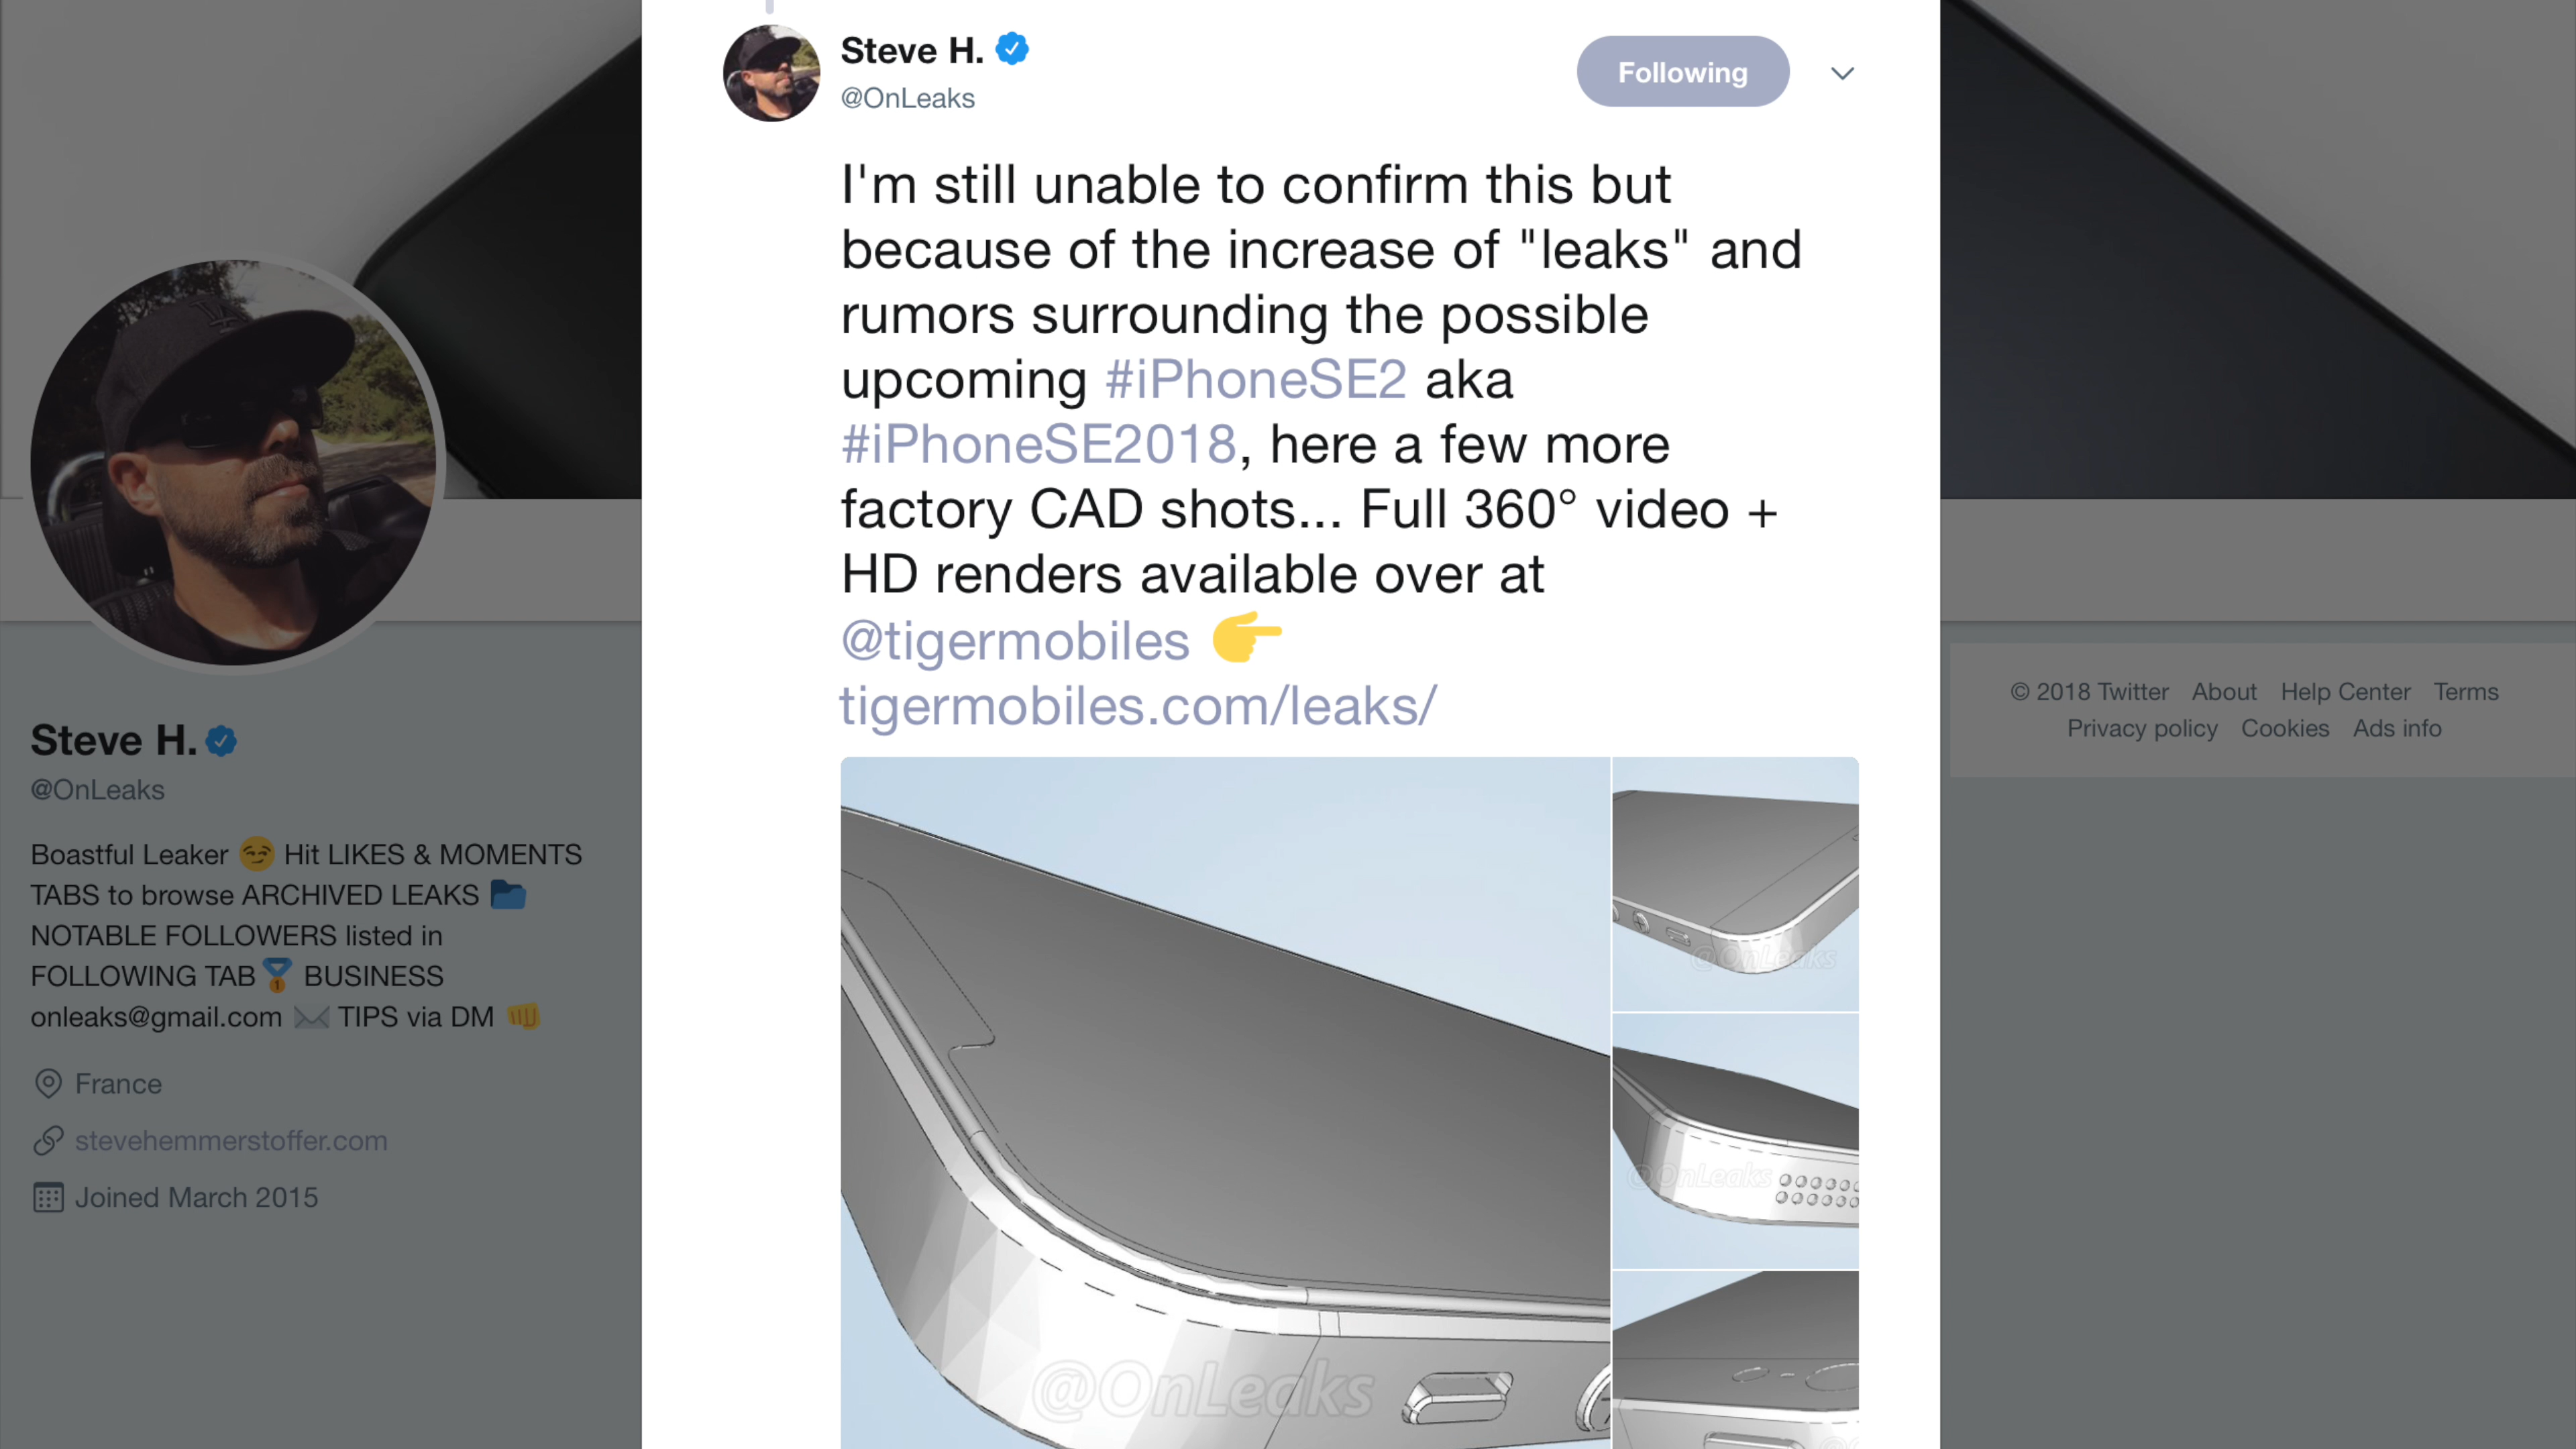 Steve H.
@OnLeaks
Following
I'm still unable to confirm this but
because of the increase of "leaks" and
rumors surrounding the possible
upcoming #iPhoneSE2 aka
#iPhoneSE2018, here a few more
factory CAD shots... Full 360° video +
HD renders available over at
@tigermobiles 👉
tigermobiles.com/leaks/
@OnLeaks
@OnLeaks
@OnLeaks
Steve H.
@OnLeaks
Boastful Leaker 😏 Hit LIKES & MOMENTS
TABS to browse ARCHIVED LEAKS 📂
NOTABLE FOLLOWERS listed in
FOLLOWING TAB 🏅 BUSINESS
onleaks@gmail.com ✉️ TIPS via DM 👊
France
stevehemmerstoffer.com
Joined March 2015
© 2018 Twitter About Help Center Terms
Privacy policy Cookies Ads info